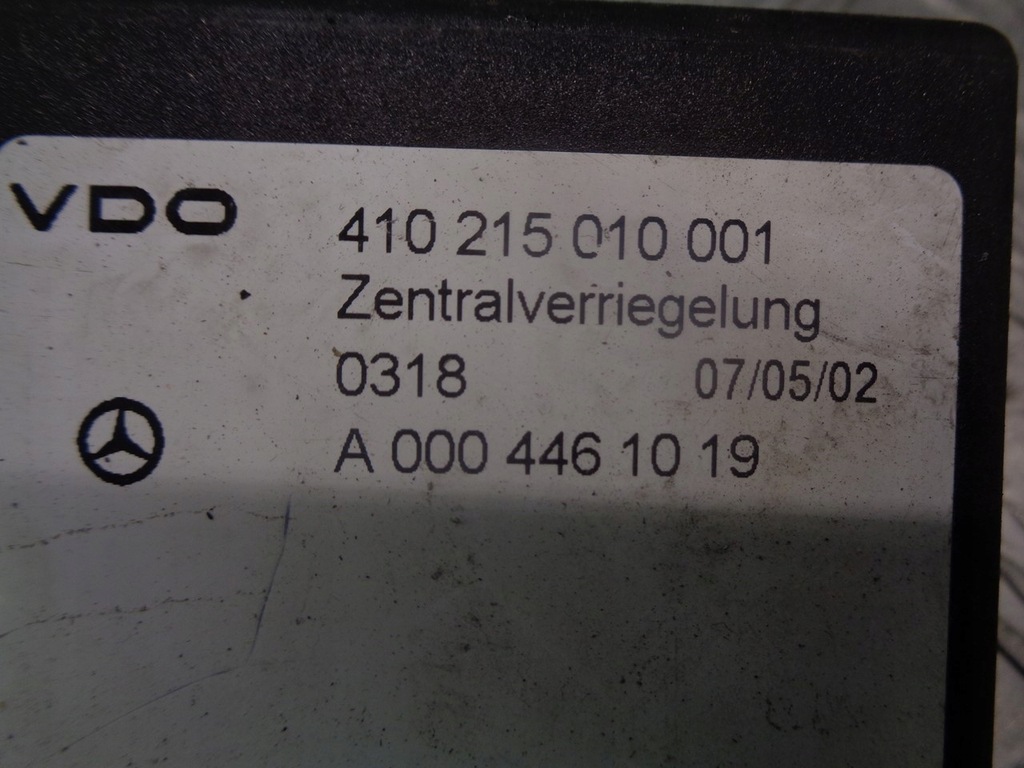 VDO
410 215 010 001
Zentralverriegelung
0318 07/05/02
A 000 446 10 19